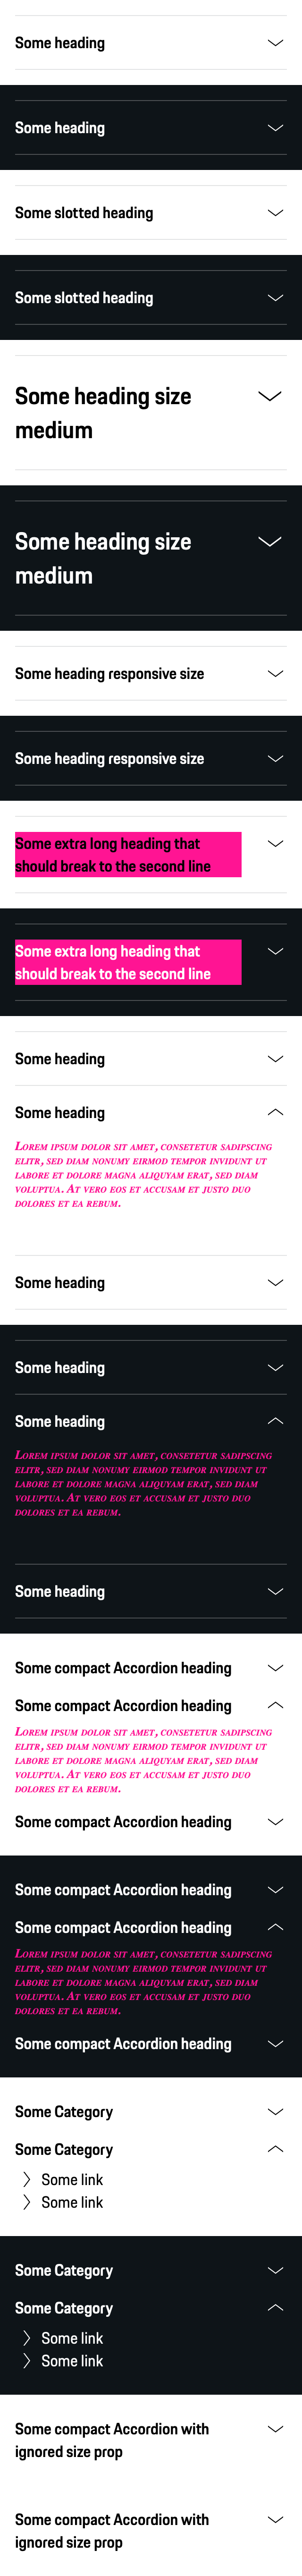 Some heading
Some heading
Some slotted heading
Some slotted heading
Some heading size
medium
Some heading size
medium
Some heading responsive size
Some heading responsive size
Some extra long heading that
should break to the second line
Some extra long heading that
should break to the second line
Some heading
Some heading
Lorem ipsum dolor sit amet, consetetur sadipscing
elitr, sed diam nonumy eirmod tempor invidunt ut
labore et dolore magna aliquyam erat, sed diam
voluptua. At vero eos et accusam et justo duo
dolores et ea rebum.
Some heading
Some heading
Some heading
Lorem ipsum dolor sit amet, consetetur sadipscing
elitr, sed diam nonumy eirmod tempor invidunt ut
labore et dolore magna aliquyam erat, sed diam
voluptua. At vero eos et accusam et justo duo
dolores et ea rebum.
Some heading
Some compact Accordion heading
Some compact Accordion heading
Lorem ipsum dolor sit amet, consetetur sadipscing
elitr, sed diam nonumy eirmod tempor invidunt ut
labore et dolore magna aliquyam erat, sed diam
voluptua. At vero eos et accusam et justo duo
dolores et ea rebum.
Some compact Accordion heading
Some compact Accordion heading
Some compact Accordion heading
Lorem ipsum dolor sit amet, consetetur sadipscing
elitr, sed diam nonumy eirmod tempor invidunt ut
labore et dolore magna aliquyam erat, sed diam
voluptua. At vero eos et accusam et justo duo
dolores et ea rebum.
Some compact Accordion heading
Some Category
Some Category
Some link
Some link
Some Category
Some Category
Some link
Some link
Some compact Accordion with
ignored size prop
Some compact Accordion with
ignored size prop